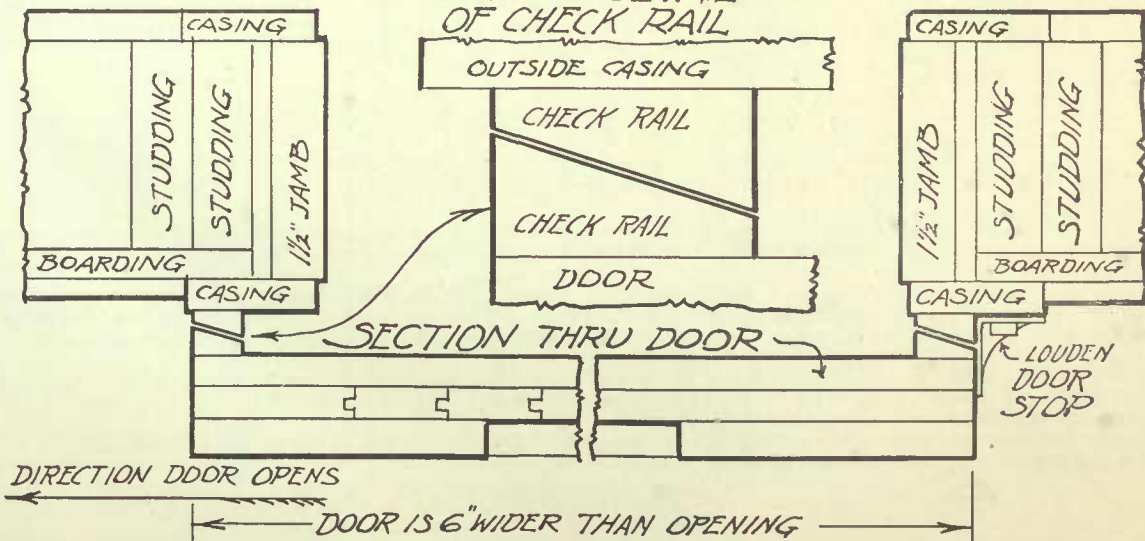 OF CHECK RAIL
CASING
CASING
OUTSIDE CASING
STUDDING
STUDDING
1½" JAMB
CHECK RAIL
1½" JAMB
STUDDING
STUDDING
CHECK RAIL
BOARDING
DOOR
BOARDING
CASING
CASING
SECTION THRU DOOR
LOUDEN
DOOR
STOP
DIRECTION DOOR OPENS
DOOR IS 6" WIDER THAN OPENING